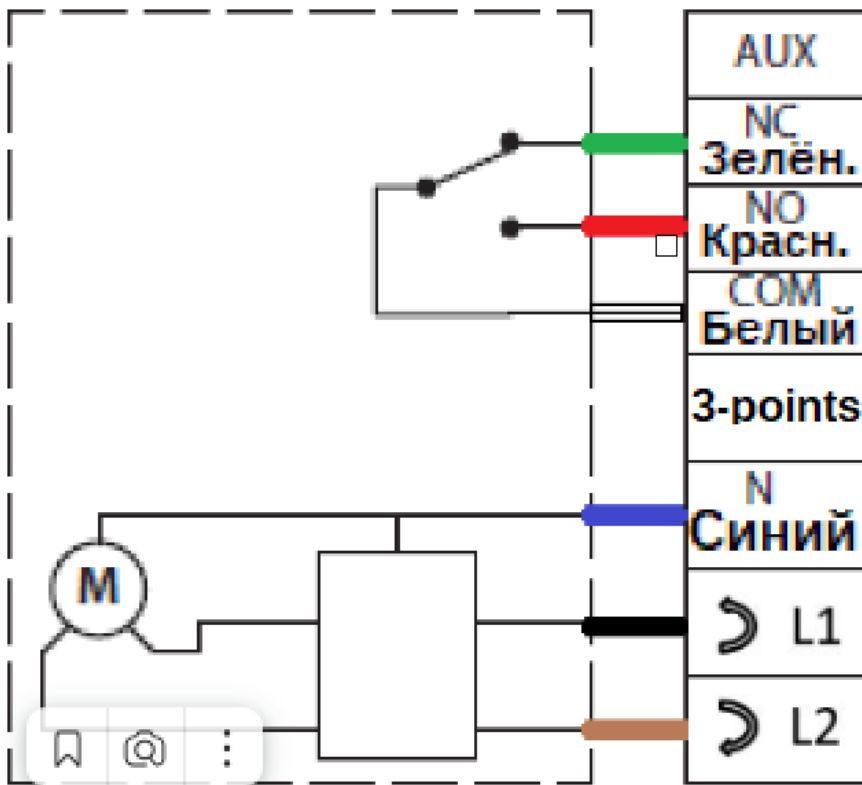 AUX
NC
Зелён.
NO
Красн.
COM
Белый
3-points
N
Синий
M
L1
L2